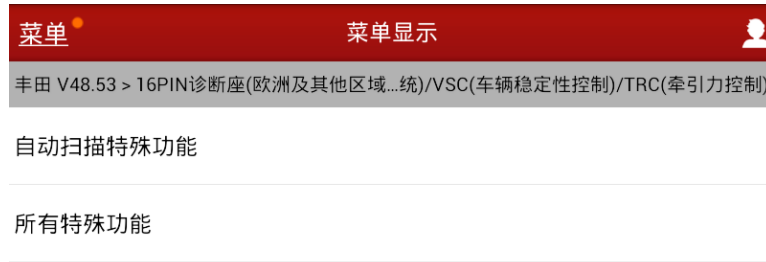 菜单 菜单显示
丰田 V48.53 > 16PIN诊断座(欧洲及其他区域...统)/VSC(车辆稳定性控制)/TRC(牵引力控制)
自动扫描特殊功能
所有特殊功能